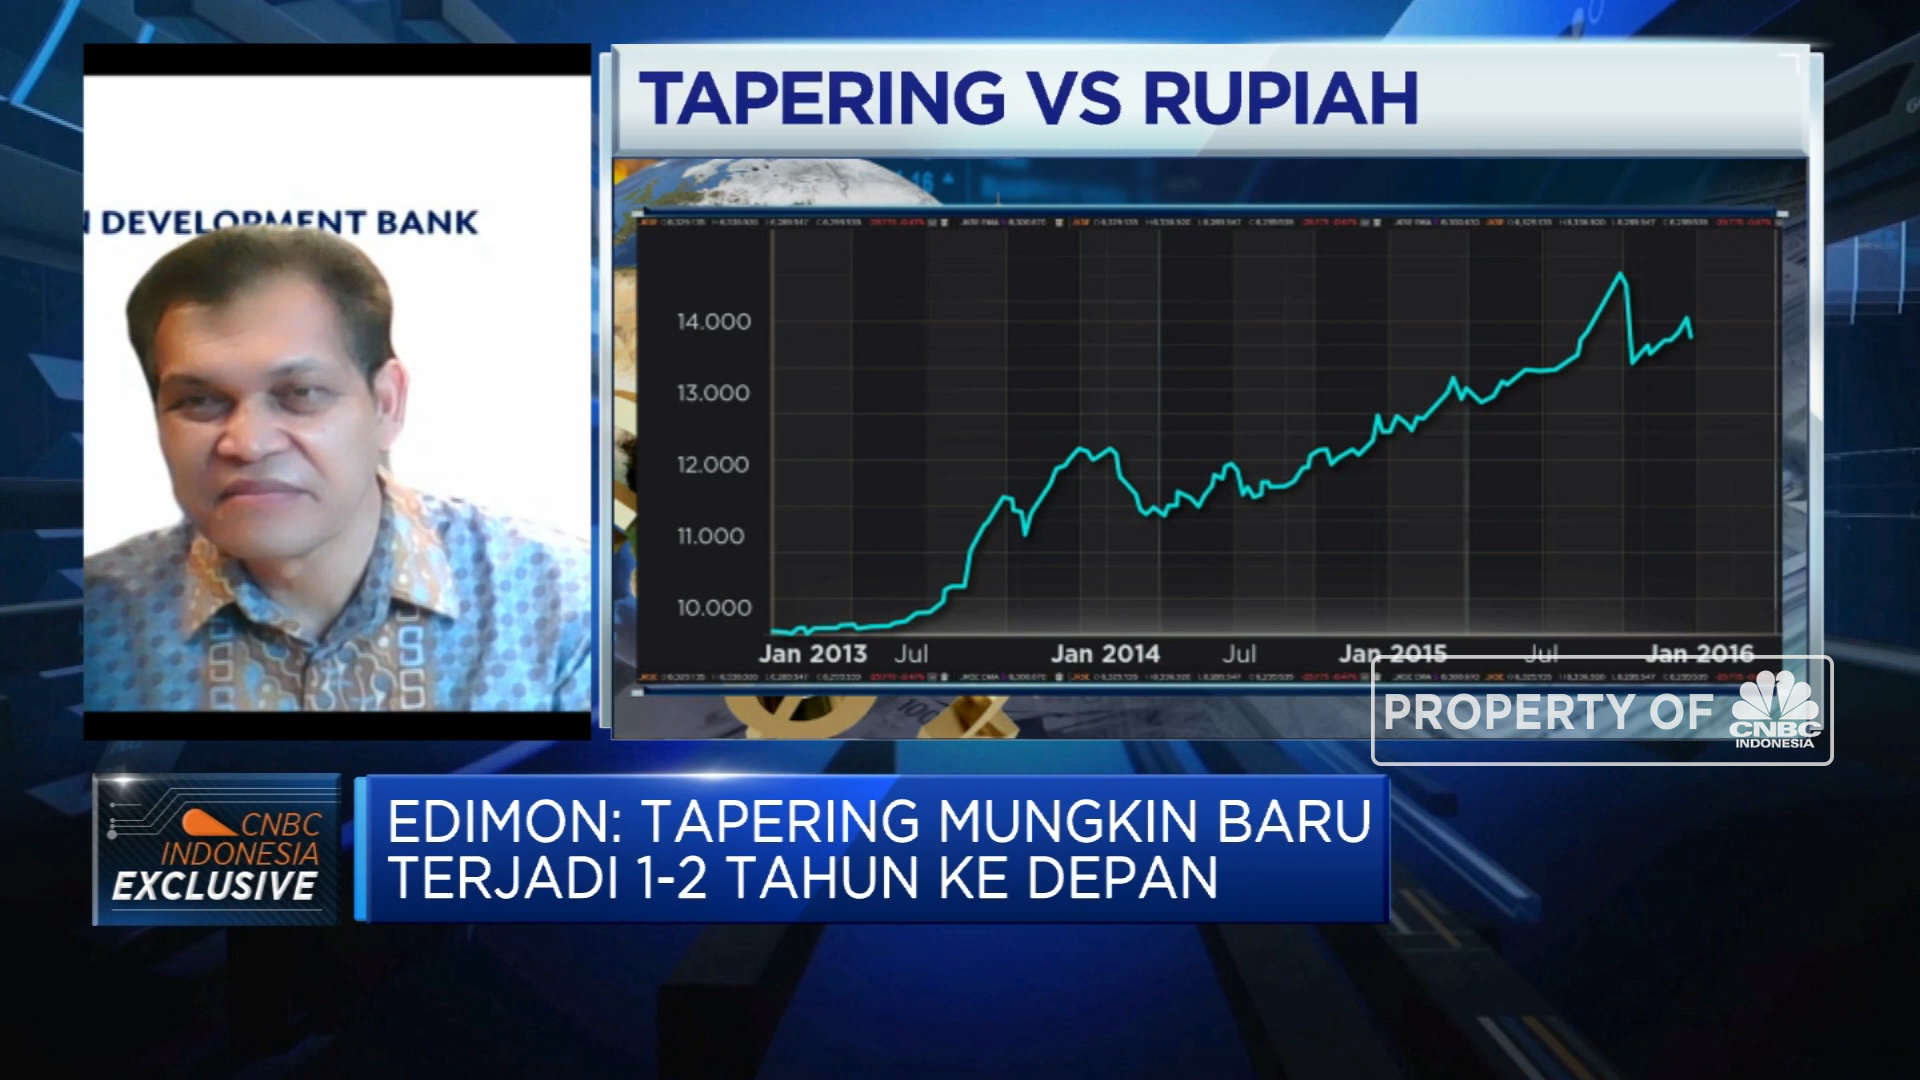 TAPERING VS RUPIAH
DEVELOPMENT BANK
14.000
13.000
12.000
11.000
10.000
Jan 2013 Jul Jan 2014 Jul Jan 2015 Jul Jan 2016
PROPERTY OF CNBC
INDONESIA
CNBC
INDONESIA
EXCLUSIVE
EDIMON: TAPERING MUNGKIN BARU
TERJADI 1-2 TAHUN KE DEPAN